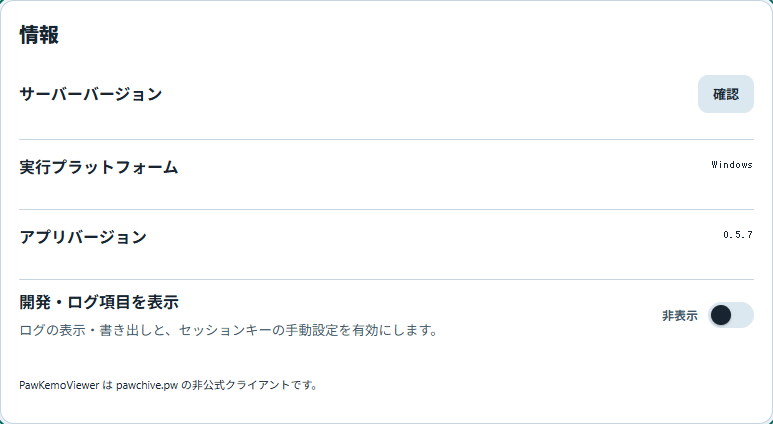 情報
サーバーバージョン
確認
実行プラットフォーム
Windows
アプリバージョン
0.5.7
開発・ログ項目を表示
ログの表示・書き出しと、セッションキーの手動設定を有効にします。
非表示
PawKemoViewer は pawchive.pw の非公式クライアントです。